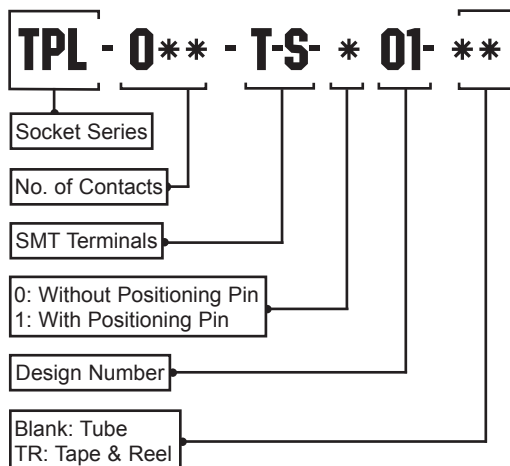 TPL - 0** - T-S- * 01- **
Socket Series
No. of Contacts
SMT Terminals
0: Without Positioning Pin
1: With Positioning Pin
Design Number
Blank: Tube
TR: Tape & Reel